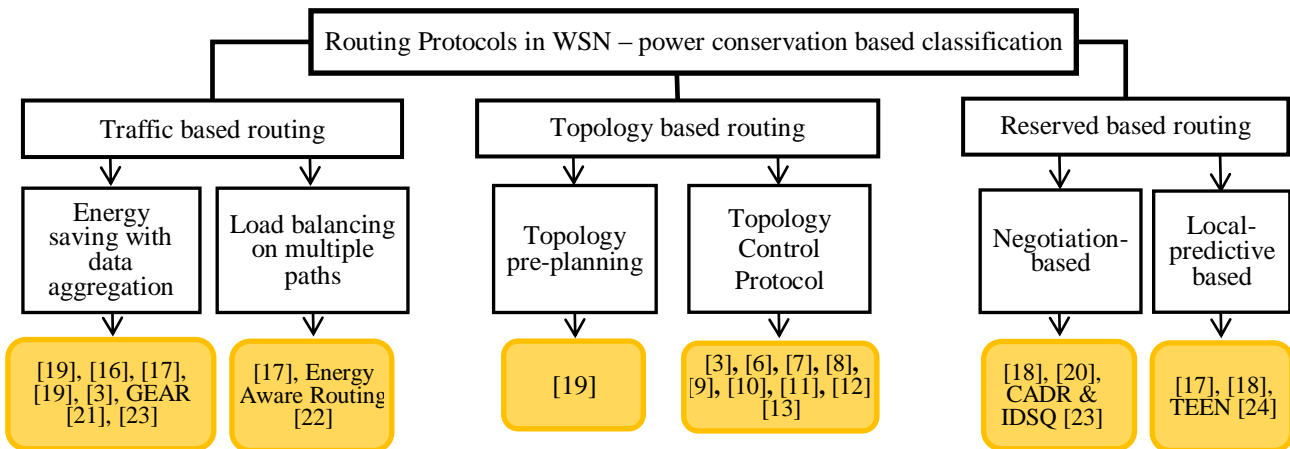 Routing Protocols in WSN – power conservation based classification
Traffic based routing
Topology based routing
Reserved based routing
Energy
saving with
data
aggregation
Load balancing
on multiple
paths
Topology
pre-planning
Topology
Control
Protocol
Negotiation-
based
Local-
predictive
based
[19], [16], [17],
[19], [3], GEAR
[21], [23]
[17], Energy
Aware Routing
[22]
[19]
[3], [6], [7], [8],
[9], [10], [11], [12]
[13]
[18], [20],
CADR &
IDSQ [23]
[17], [18],
TEEN [24]